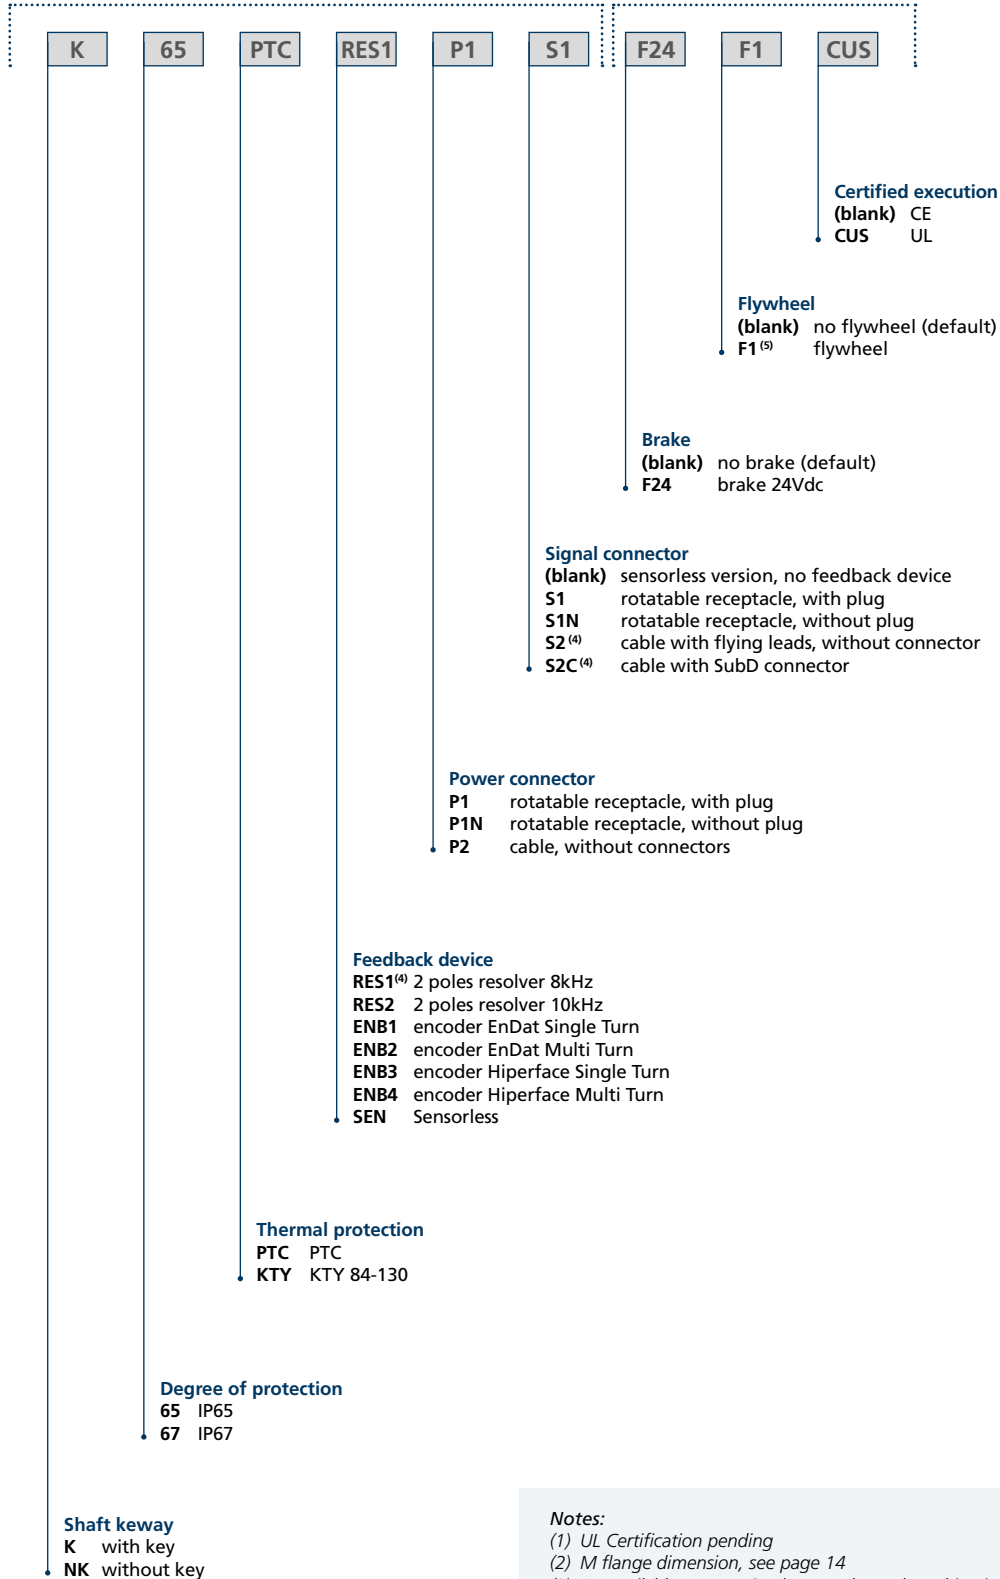 K 65 PTC RES1 P1 S1 F24 F1 CUS
Certified execution
(blank) CE
CUS UL
Flywheel
(blank) no flywheel (default)
F1 (5) flywheel
Brake
(blank) no brake (default)
F24 brake 24Vdc
Signal connector
(blank) sensorless version, no feedback device
S1 rotatable receptacle, with plug
S1N rotatable receptacle, without plug
S2 (4) cable with flying leads, without connector
S2C (4) cable with SubD connector
Power connector
P1 rotatable receptacle, with plug
P1N rotatable receptacle, without plug
P2 cable, without connectors
Feedback device
RES1(4) 2 poles resolver 8kHz
RES2 2 poles resolver 10kHz
ENB1 encoder EnDat Single Turn
ENB2 encoder EnDat Multi Turn
ENB3 encoder Hiperface Single Turn
ENB4 encoder Hiperface Multi Turn
SEN Sensorless
Thermal protection
PTC PTC
KTY KTY 84-130
Degree of protection
65 IP65
67 IP67
Shaft keway
K with key
NK without key
Notes:
(1) UL Certification pending
(2) M flange dimension, see page 14